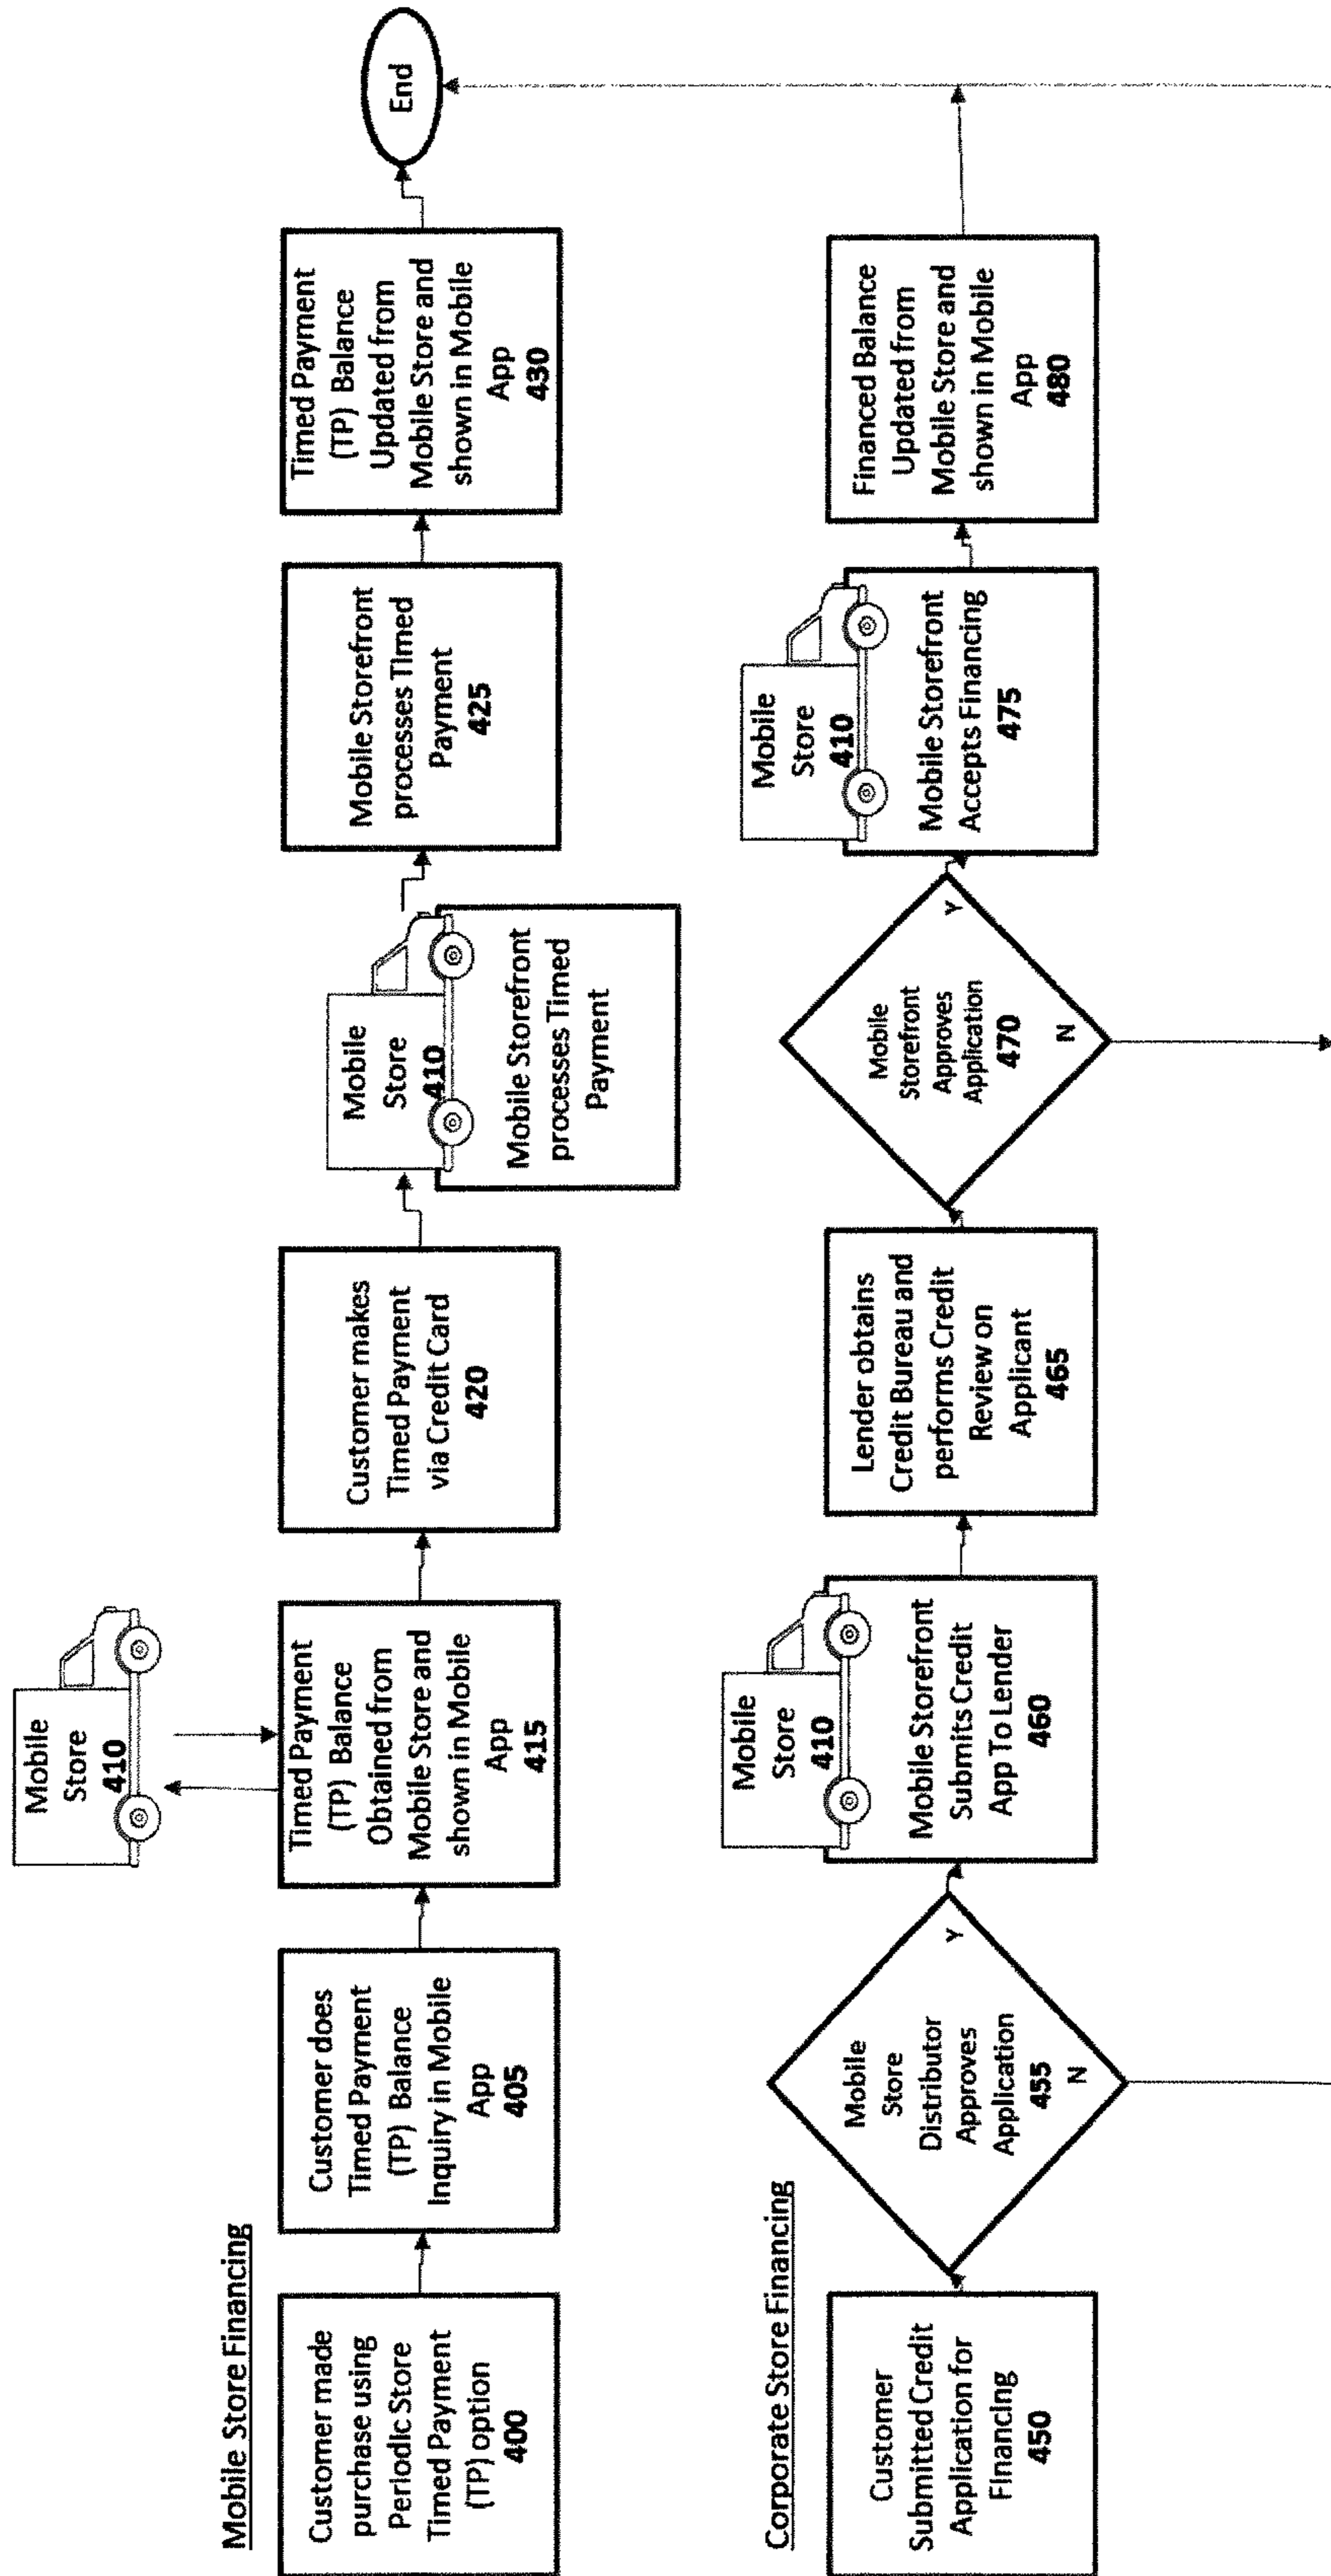 Mobile Store Financing
Customer made
purchase using
Periodic Store
Timed Payment
(TP) option
400
Customer does
Timed Payment
(TP) Balance
Inquiry in Mobile
App
405
Mobile
Store
410
Timed Payment
(TP) Balance
Obtained from
Mobile Store and
shown in Mobile
App
415
Customer makes
Timed Payment
via Credit Card
420
Mobile
Store
410
Mobile Storefront
processes Timed
Payment
Mobile Storefront
processes Timed
Payment
425
Timed Payment
(TP) Balance
Updated from
Mobile Store and
shown in Mobile
App
430
End
Corporate Store Financing
Customer
Submitted Credit
Application for
Financing
450
Mobile
Store
Distributor
Approves
Application
455
Y
N
Mobile
Store
410
Mobile Storefront
Submits Credit
App To Lender
460
Lender obtains
Credit Bureau and
performs Credit
Review on
Applicant
465
Mobile
Storefront
Approves
Application
470
Y
N
Mobile
Store
410
Mobile Storefront
Accepts Financing
475
Financed Balance
Updated from
Mobile Store and
shown in Mobile
App
480